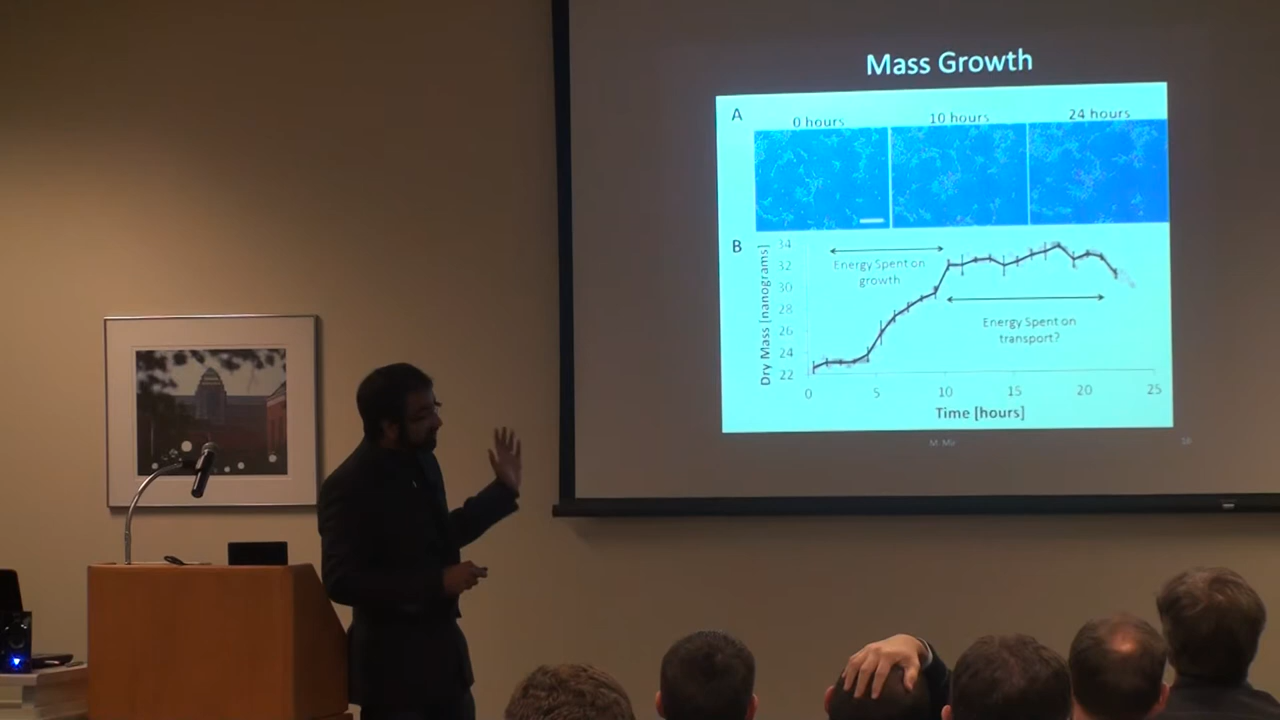 Mass Growth
A
0 hours
10 hours
24 hours
B
Dry Mass [nanograms]
34
32
30
28
26
24
22
Energy Spent on
growth
Energy Spent on
transport?
0
5
10
15
20
25
Time [hours]
M. Mir